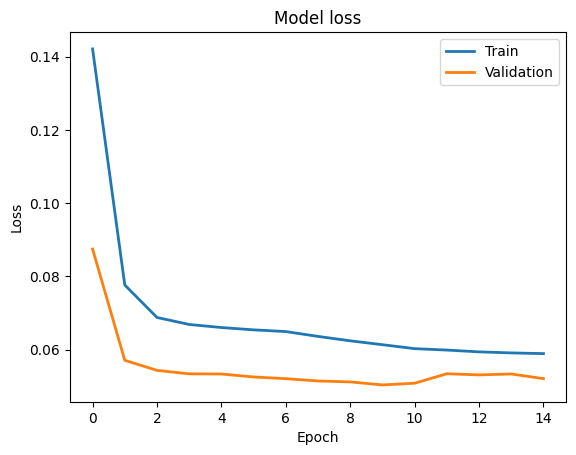 Model loss
Train
Validation
0.14
0.12
0.10
0.08
0.06
Loss
0 2 4 6 8 10 12 14
Epoch